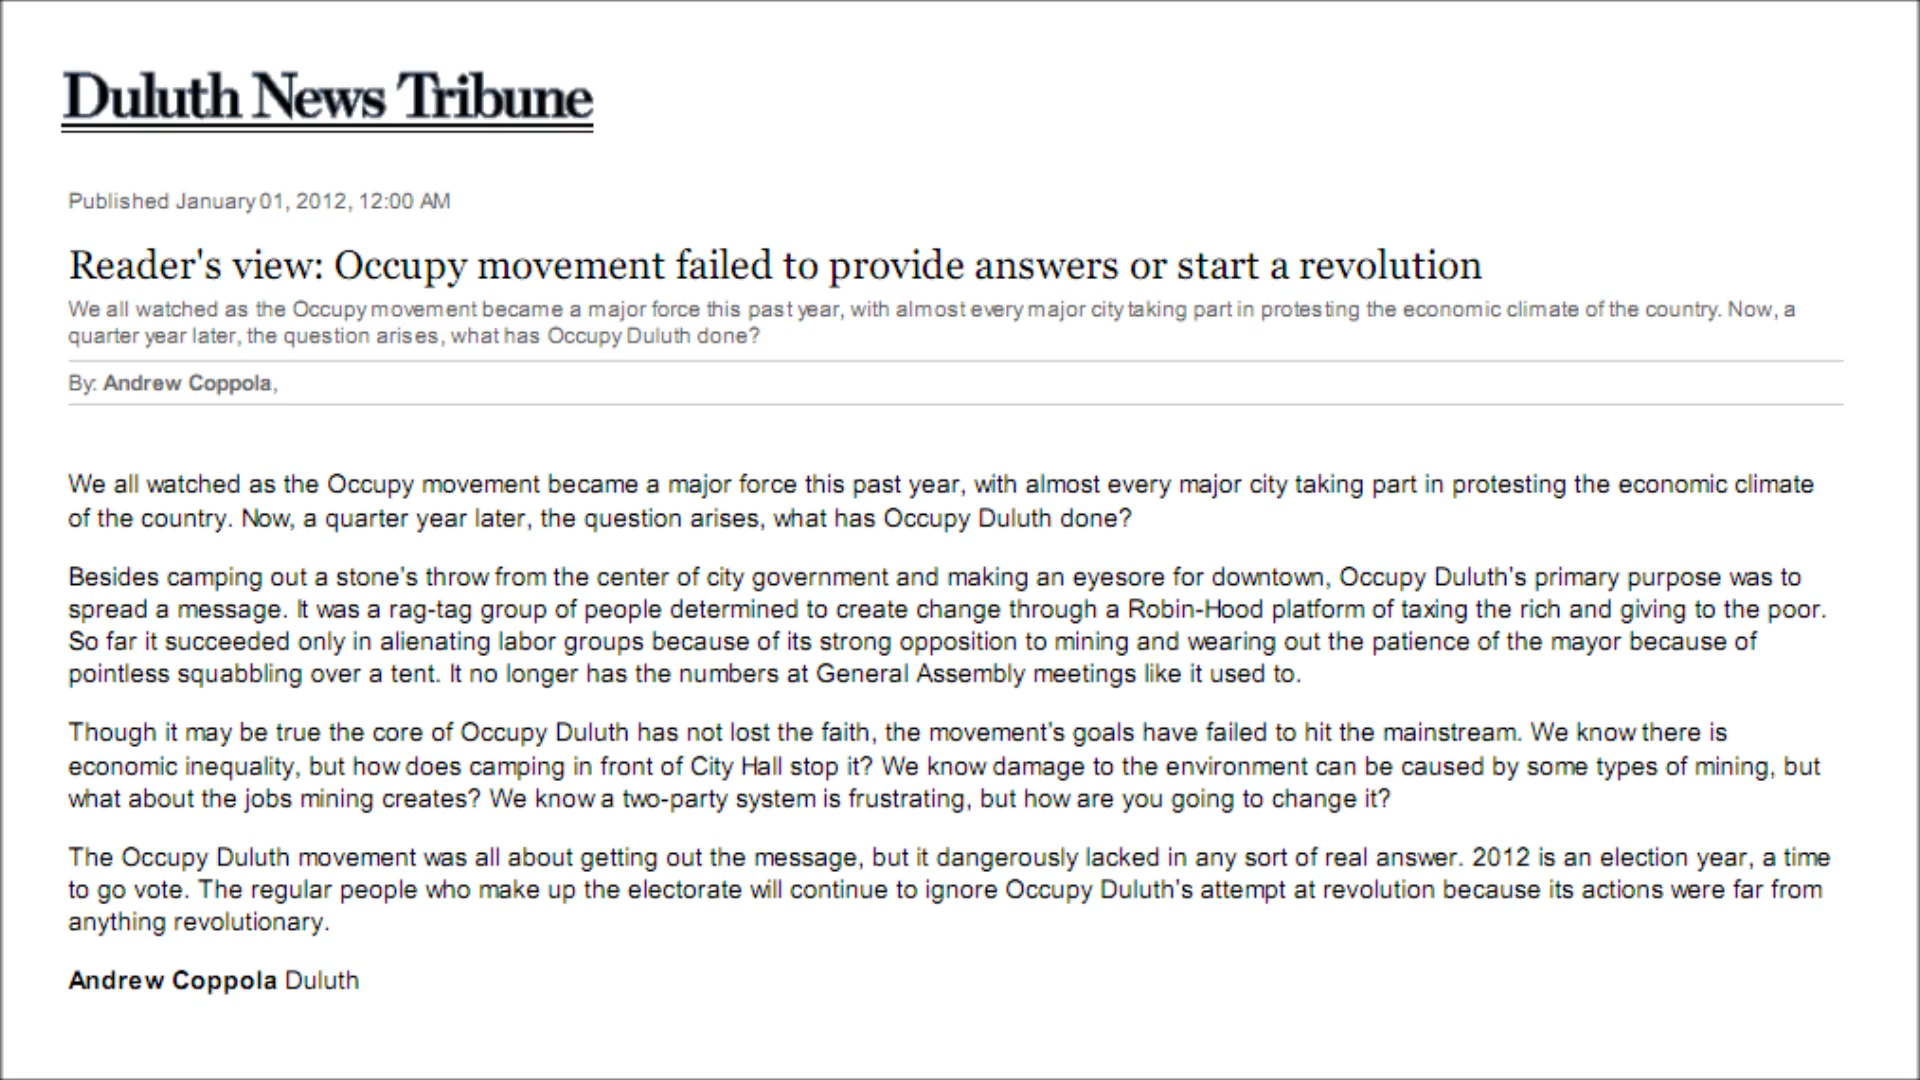 Duluth News Tribune
Published January 01, 2012, 12:00 AM
Reader's view: Occupy movement failed to provide answers or start a revolution
We all watched as the Occupy movement became a major force this past year, with almost every major city taking part in protesting the economic climate of the country. Now, a
quarter year later, the question arises, what has Occupy Duluth done?
By: Andrew Coppola,
We all watched as the Occupy movement became a major force this past year, with almost every major city taking part in protesting the economic climate
of the country. Now, a quarter year later, the question arises, what has Occupy Duluth done?
Besides camping out a stone's throw from the center of city government and making an eyesore for downtown, Occupy Duluth's primary purpose was to
spread a message. It was a rag-tag group of people determined to create change through a Robin-Hood platform of taxing the rich and giving to the poor.
So far it succeeded only in alienating labor groups because of its strong opposition to mining and wearing out the patience of the mayor because of
pointless squabbling over a tent. It no longer has the numbers at General Assembly meetings like it used to.
Though it may be true the core of Occupy Duluth has not lost the faith, the movement's goals have failed to hit the mainstream. We know there is
economic inequality, but how does camping in front of City Hall stop it? We know damage to the environment can be caused by some types of mining, but
what about the jobs mining creates? We know a two-party system is frustrating, but how are you going to change it?
The Occupy Duluth movement was all about getting out the message, but it dangerously lacked in any sort of real answer. 2012 is an election year, a time
to go vote. The regular people who make up the electorate will continue to ignore Occupy Duluth's attempt at revolution because its actions were far from
anything revolutionary.
Andrew Coppola Duluth